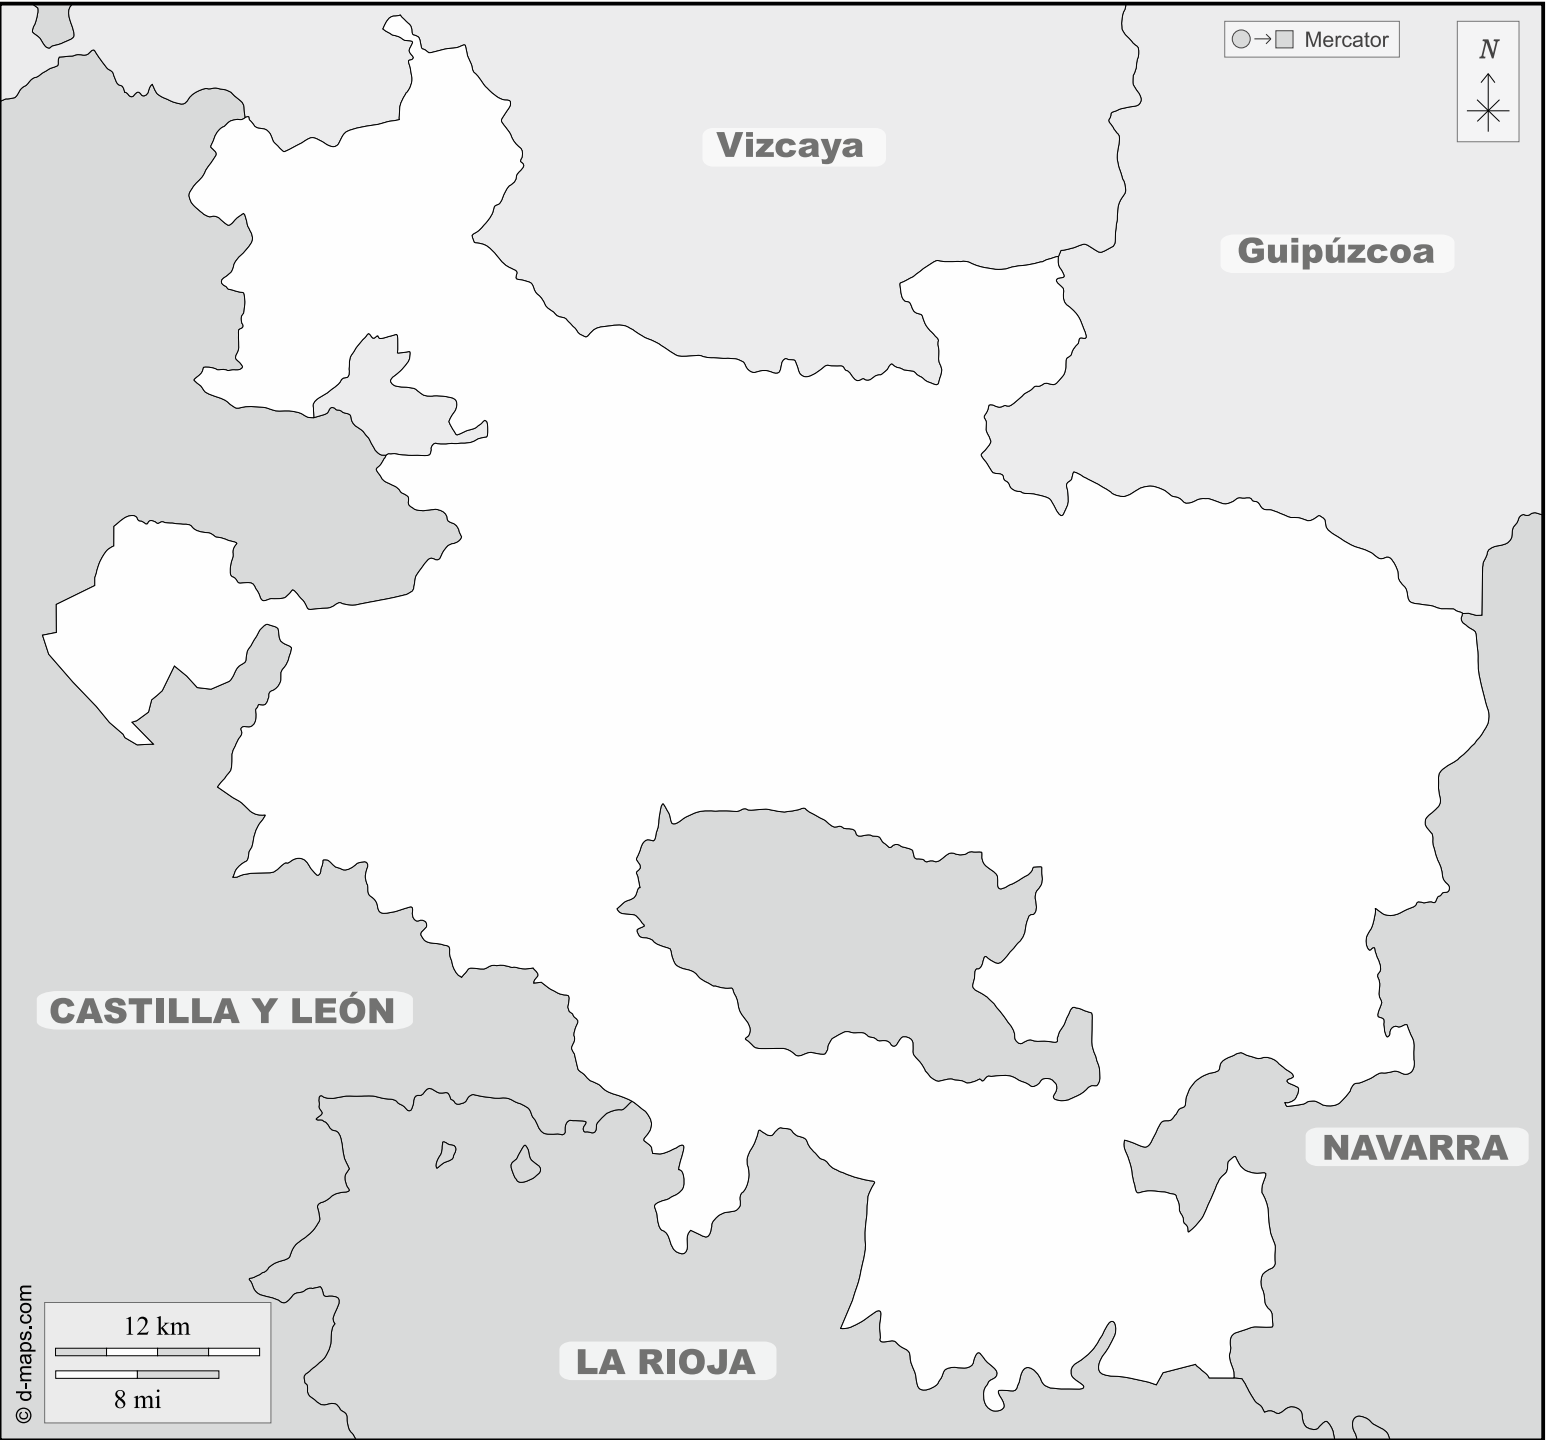 Mercator
N
Vizcaya
Guipúzcoa
CASTILLA Y LEÓN
NAVARRA
LA RIOJA
12 km
8 mi
© d-maps.com